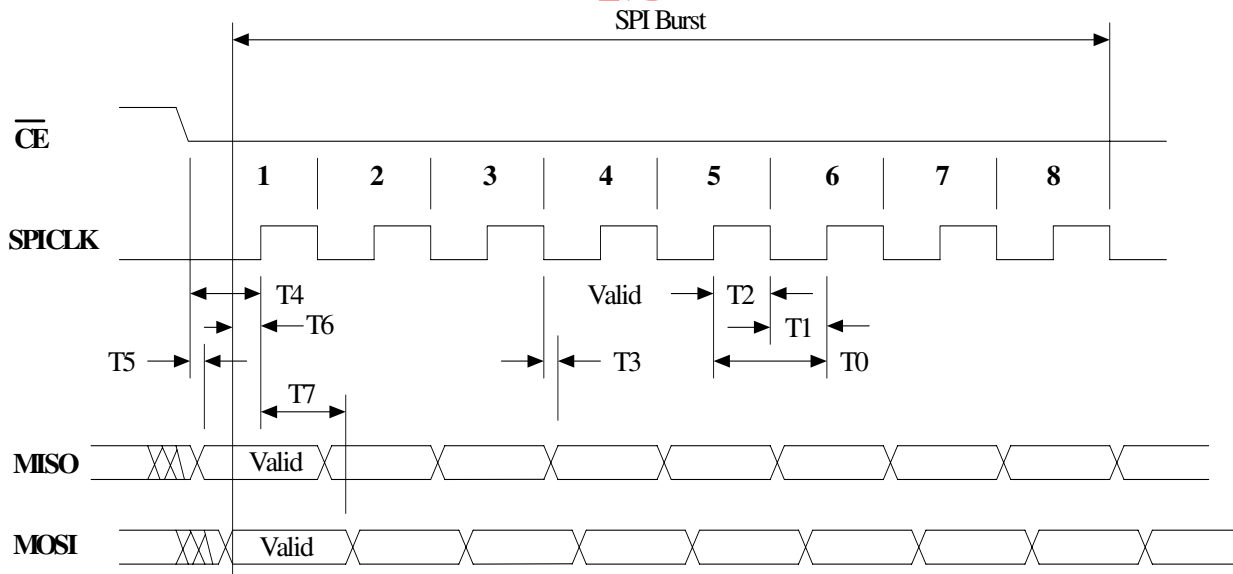 SPI Burst
CE
1 2 3 4 5 6 7 8
SPICLK
T4 Valid T2
T6 T1
T5 T3 T0
T7
MISO Valid
MOSI Valid